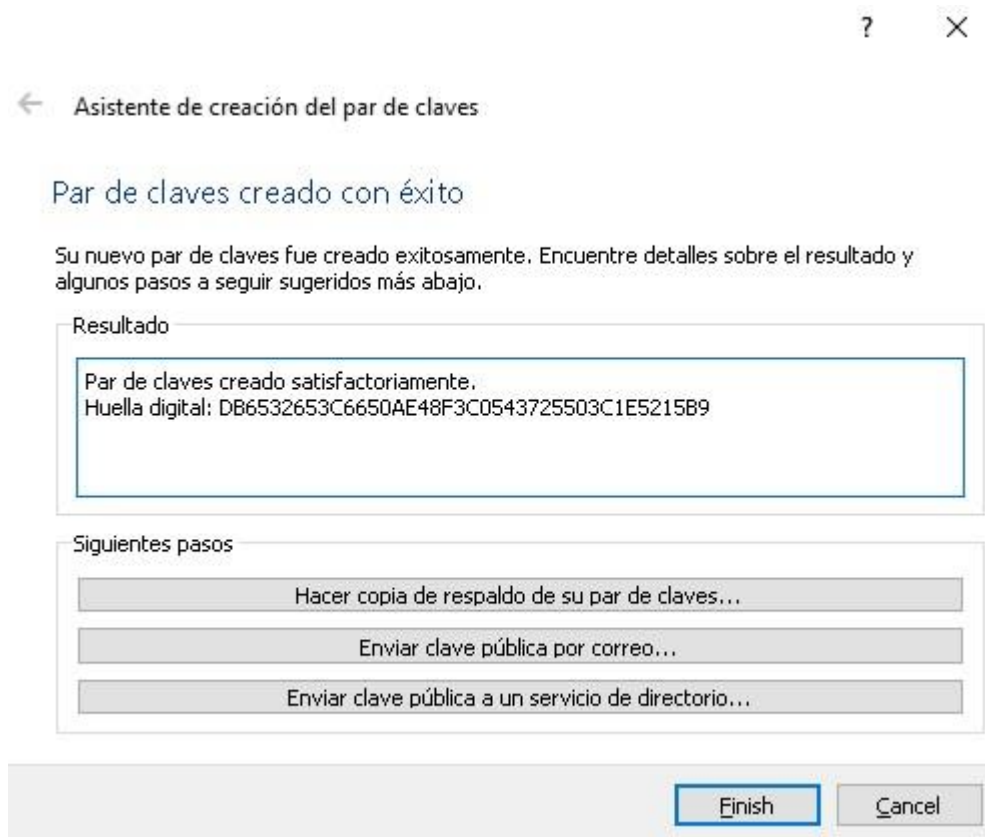 ?
Asistente de creación del par de claves
Par de claves creado con éxito
Su nuevo par de claves fue creado exitosamente. Encuentre detalles sobre el resultado y
algunos pasos a seguir sugeridos más abajo.
Resultado
Par de claves creado satisfactoriamente.
Huella digital: DB6532653C6650AE48F3C0543725503C1E5215B9
Siguientes pasos
Hacer copia de respaldo de su par de claves...
Enviar clave pública por correo...
Enviar clave pública a un servicio de directorio...
Finish Cancel